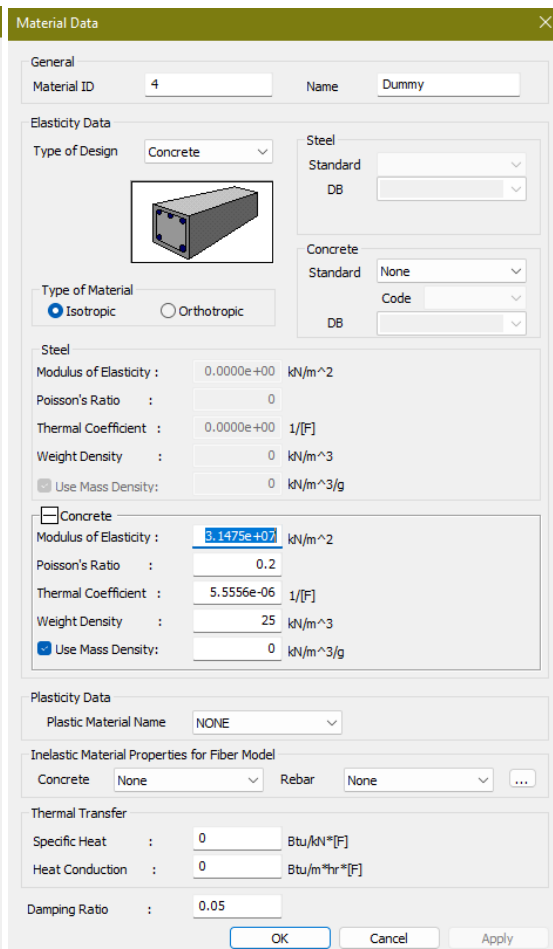 Material Data
General
Material ID 4 Name Dummy
Elasticity Data
Type of Design Concrete
Steel
Standard
DB
Concrete
Standard None
Code
DB
Type of Material
Isotropic Orthotropic
Steel
Modulus of Elasticity : 0.0000e+00 kN/m^2
Poisson's Ratio : 0
Thermal Coefficient : 0.0000e+00 1/[F]
Weight Density : 0 kN/m^3
Use Mass Density: 0 kN/m^3/g
Concrete
Modulus of Elasticity : 3.1475e+07 kN/m^2
Poisson's Ratio : 0.2
Thermal Coefficient : 5.5556e-06 1/[F]
Weight Density : 25 kN/m^3
Use Mass Density: 0 kN/m^3/g
Plasticity Data
Plastic Material Name NONE
Inelastic Material Properties for Fiber Model
Concrete None Rebar None ...
Thermal Transfer
Specific Heat : 0 Btu/kN*[F]
Heat Conduction : 0 Btu/m*hr*[F]
Damping Ratio : 0.05
OK Cancel Apply